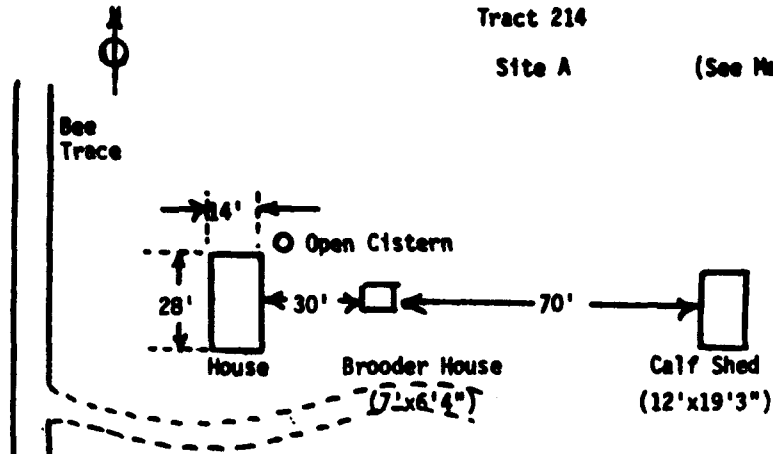 N
Tract 214
Site A (See
Bee
Trace
14'
Open Cistern
28'
30'
70'
House
Brooder House
(7'x6'4")
Calf Shed
(12'x19'3")